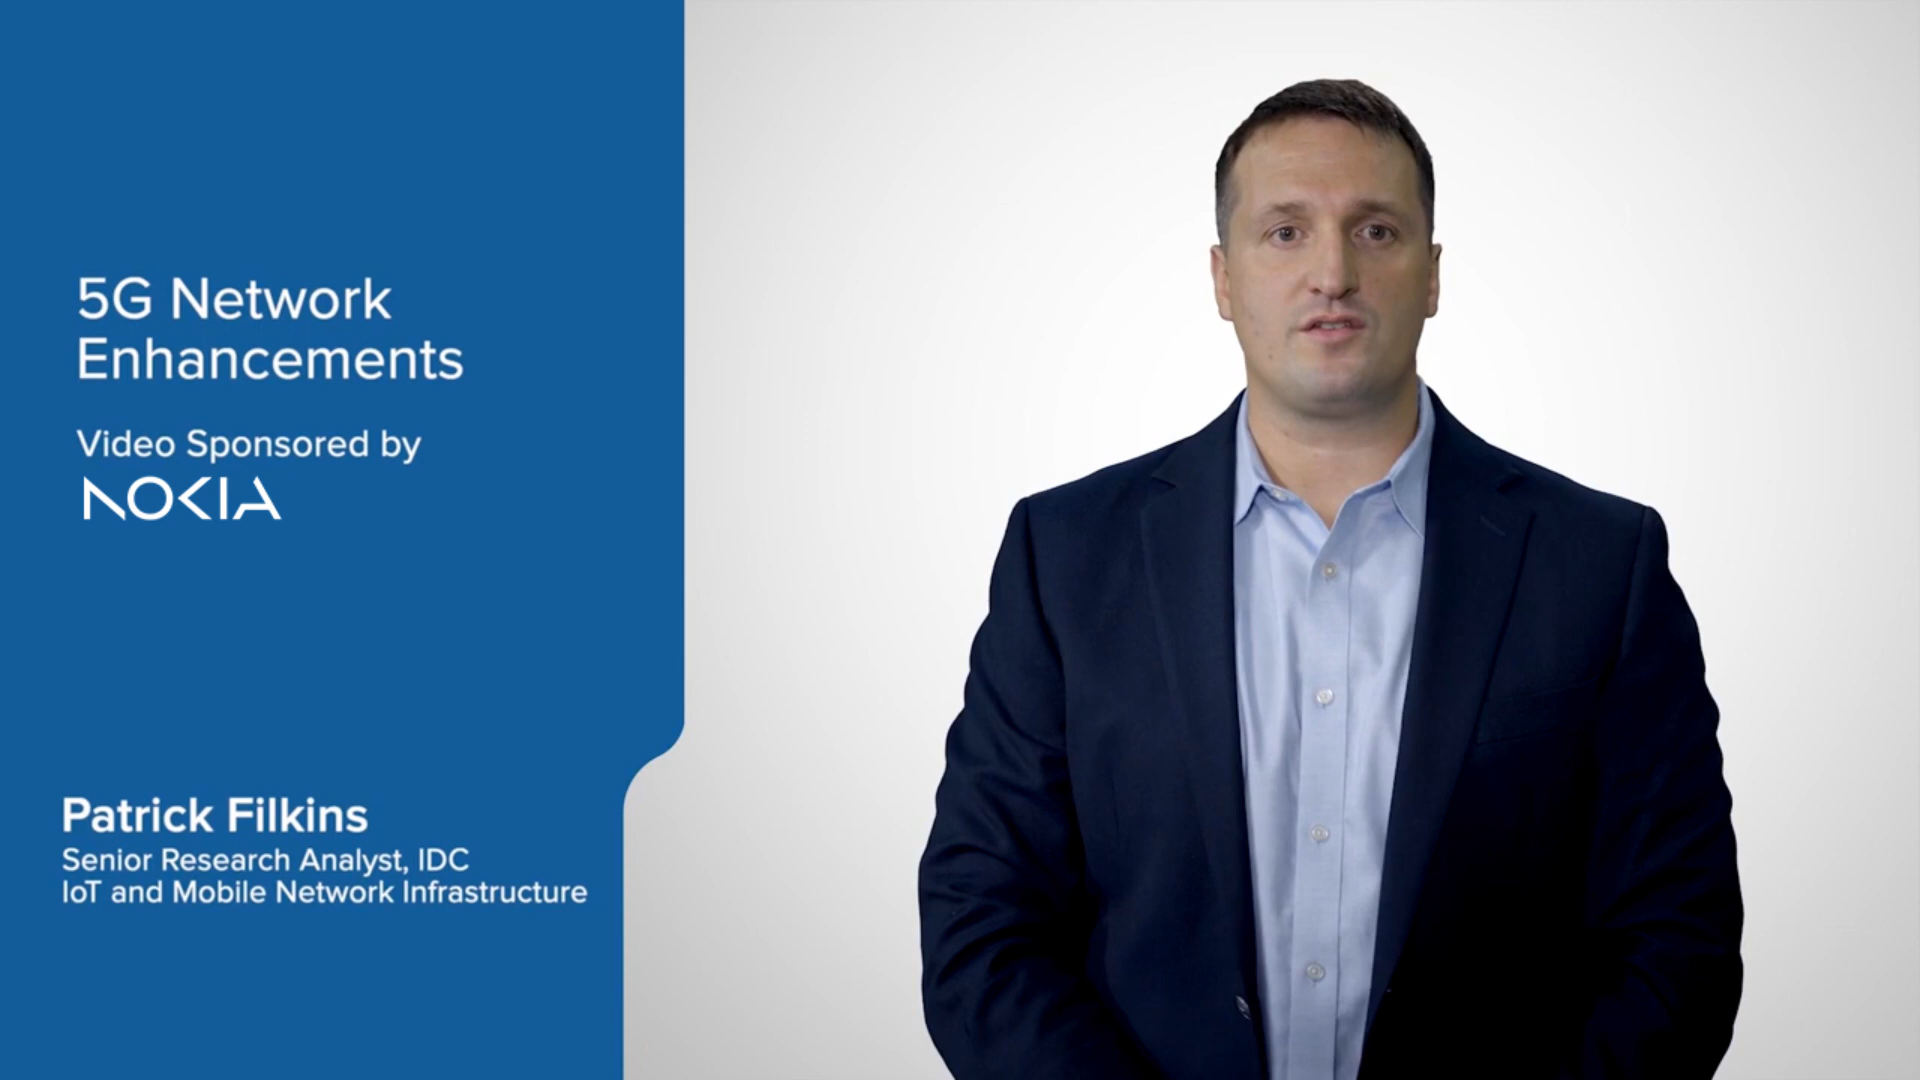 5G Network
Enhancements
Video Sponsored by
NOKIA
Patrick Filkins
Senior Research Analyst, IDC
IoT and Mobile Network Infrastructure